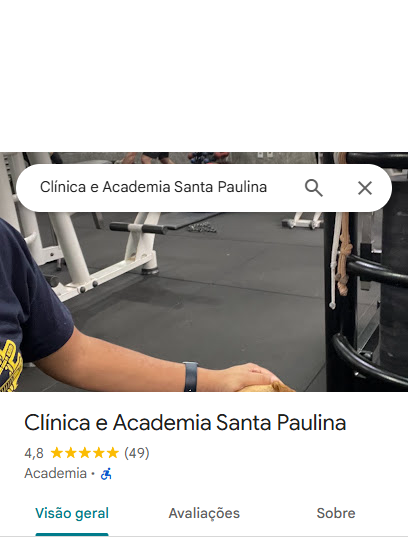 Clínica e Academia Santa Paulina
Clínica e Academia Santa Paulina
4,8 (49)
Academia ·
Visão geral Avaliações Sobre